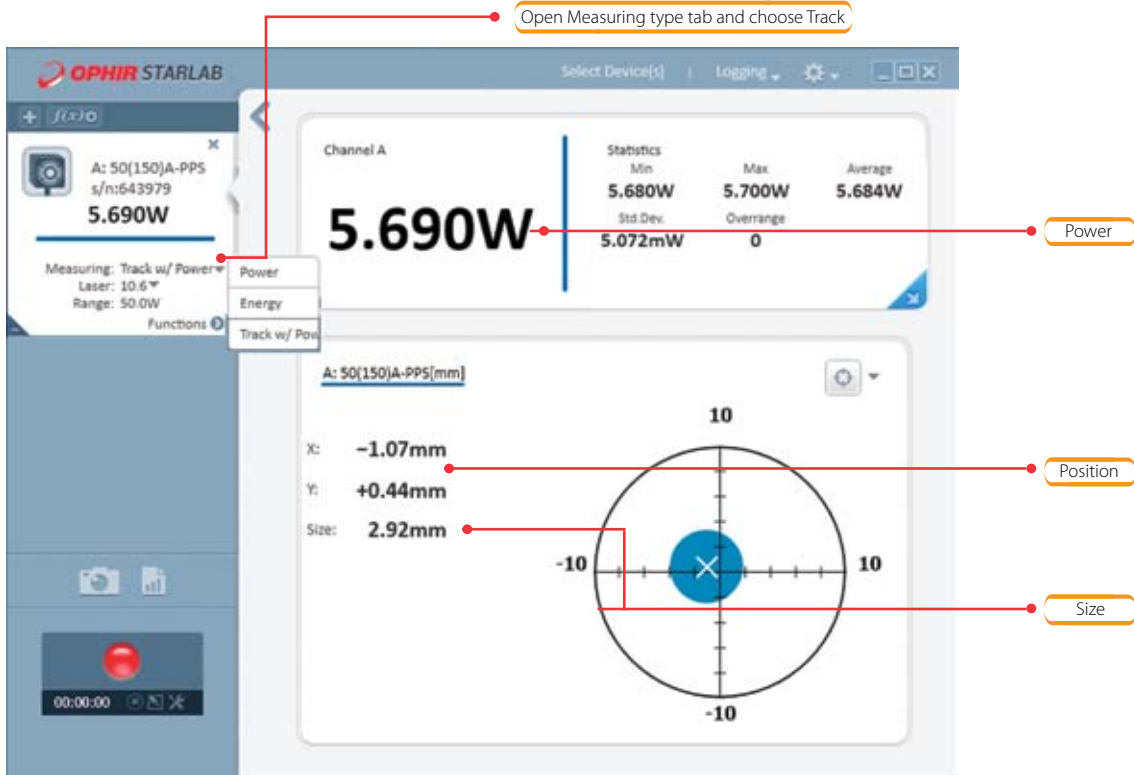 Open Measuring type tab and choose Track
OPHIR STARLAB
Select Device(s) | Logging
f(x)
A: 50(150)A-PPS
s/n:643979
5.690W
Measuring: Track w/ Power
Laser: 10.6
Range: 50.0W
Functions
Power
Energy
Track w/ Pow
Channel A
5.690W
Statistics
Min Max Average
5.680W 5.700W 5.684W
Std.Dev. Overrange
5.072mW 0
Power
A: 50(150)A-PPS[mm]
X: −1.07mm
Y: +0.44mm
Size: 2.92mm
10
-10
10
-10
Position
Size
00:00:00